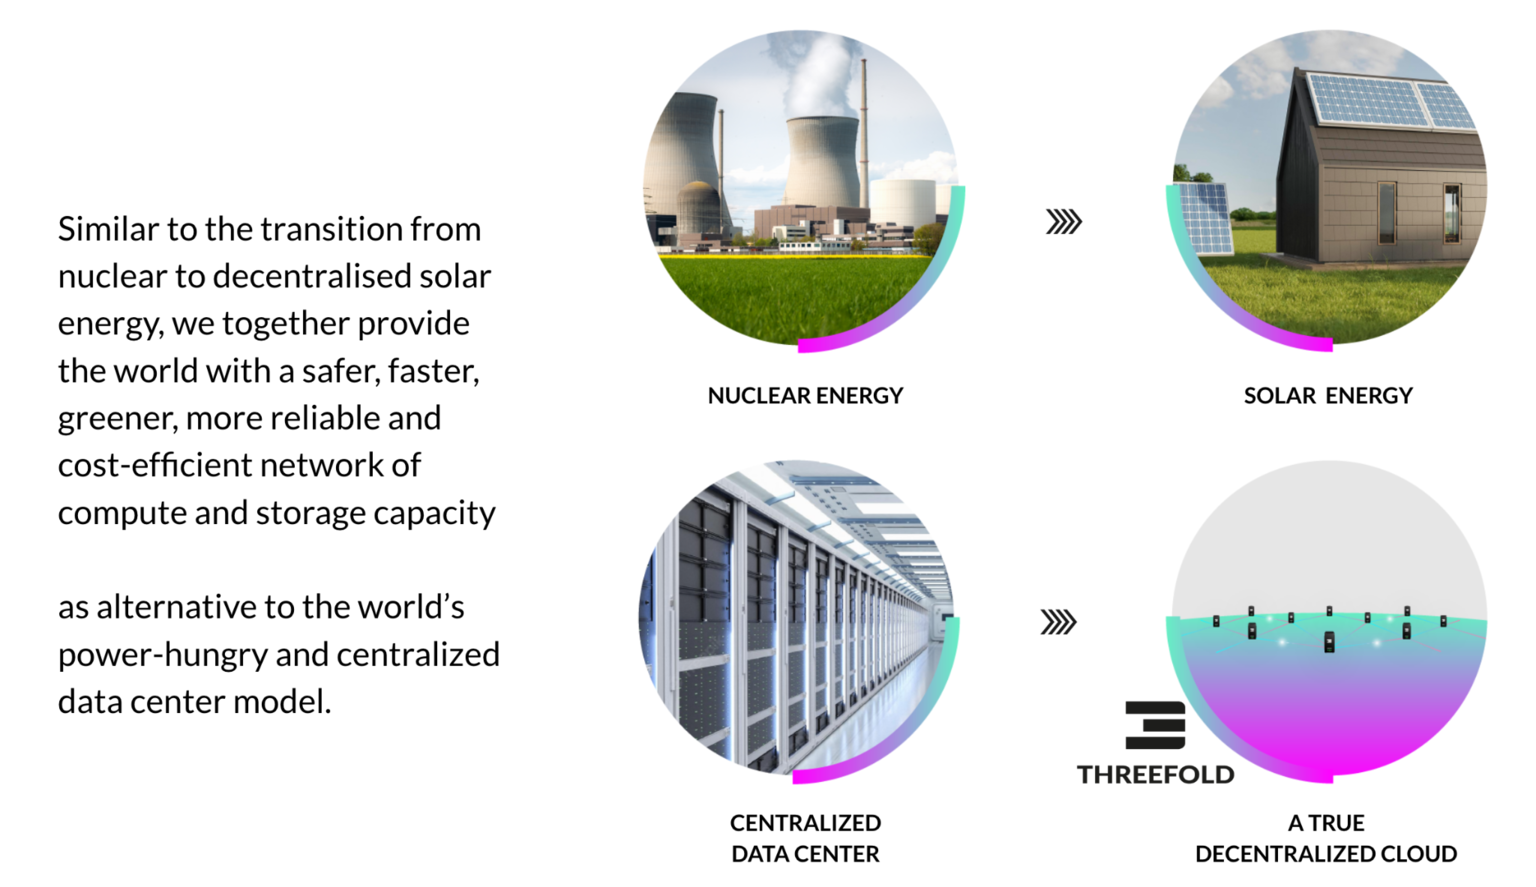 Similar to the transition from
nuclear to decentralised solar
energy, we together provide
the world with a safer, faster,
greener, more reliable and
cost-efficient network of
compute and storage capacity
as alternative to the world’s
power-hungry and centralized
data center model.
NUCLEAR ENERGY
SOLAR ENERGY
CENTRALIZED
DATA CENTER
THREEFOLD
A TRUE
DECENTRALIZED CLOUD